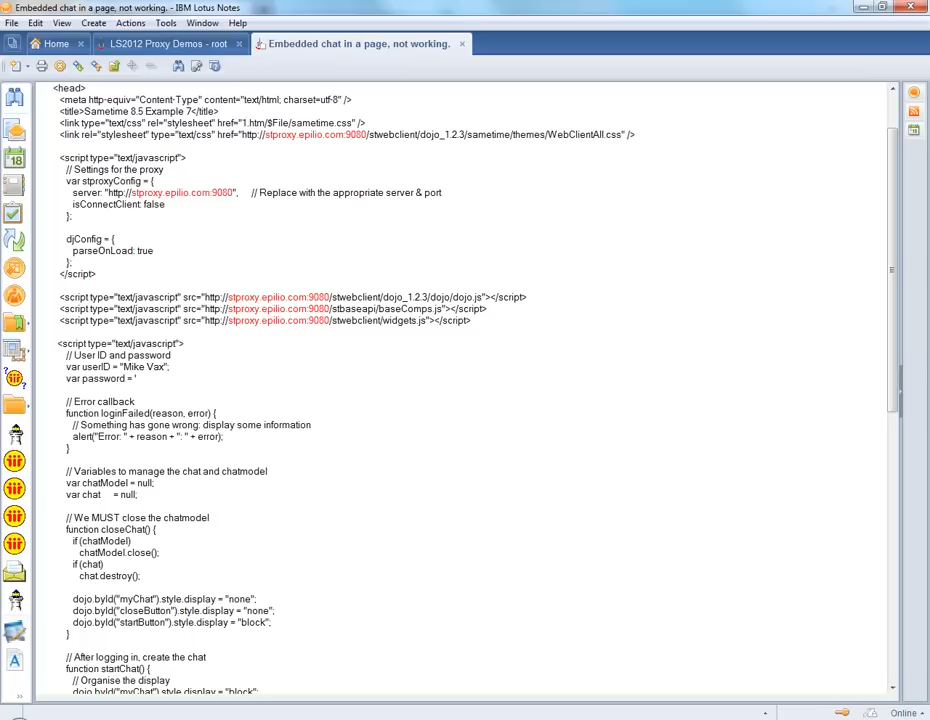 Embedded chat in a page, not working. - IBM Lotus Notes
File Edit View Create Actions Tools Window Help
Home LS2012 Proxy Demos - root Embedded chat in a page, not working.
<head>
<meta http-equiv="Content-Type" content="text/html; charset=utf-8" />
<title>Sametime 8.5 Example 7</title>
<link type="text/css" rel="stylesheet" href="1.htm/$File/sametime.css" />
<link rel="stylesheet" type="text/css" href="http://stproxy.epilio.com:9080/stwebclient/dojo_1.2.3/sametime/themes/WebClientAll.css" />
<script type="text/javascript">
// Settings for the proxy
var stproxyConfig = {
server: "http://stproxy.epilio.com:9080", // Replace with the appropriate server & port
isConnectClient: false
};
djConfig = {
parseOnLoad: true
};
</script>
<script type="text/javascript" src="http://stproxy.epilio.com:9080/stwebclient/dojo_1.2.3/dojo/dojo.js"></script>
<script type="text/javascript" src="http://stproxy.epilio.com:9080/stbaseapi/baseComps.js"></script>
<script type="text/javascript" src="http://stproxy.epilio.com:9080/stwebclient/widgets.js"></script>
<script type="text/javascript">
// User ID and password
var userID = "Mike Vax";
var password = '
// Error callback
function loginFailed(reason, error) {
// Something has gone wrong: display some information
alert("Error: " + reason + ": " + error);
}
// Variables to manage the chat and chatmodel
var chatModel = null;
var chat = null;
// We MUST close the chatmodel
function closeChat() {
if (chatModel)
chatModel.close();
if (chat)
chat.destroy();
dojo.byId("myChat").style.display = "none";
dojo.byId("closeButton").style.display = "none";
dojo.byId("startButton").style.display = "block";
}
// After logging in, create the chat
function startChat() {
// Organise the display
dojo.byId("myChat").style.display = "block";
Online